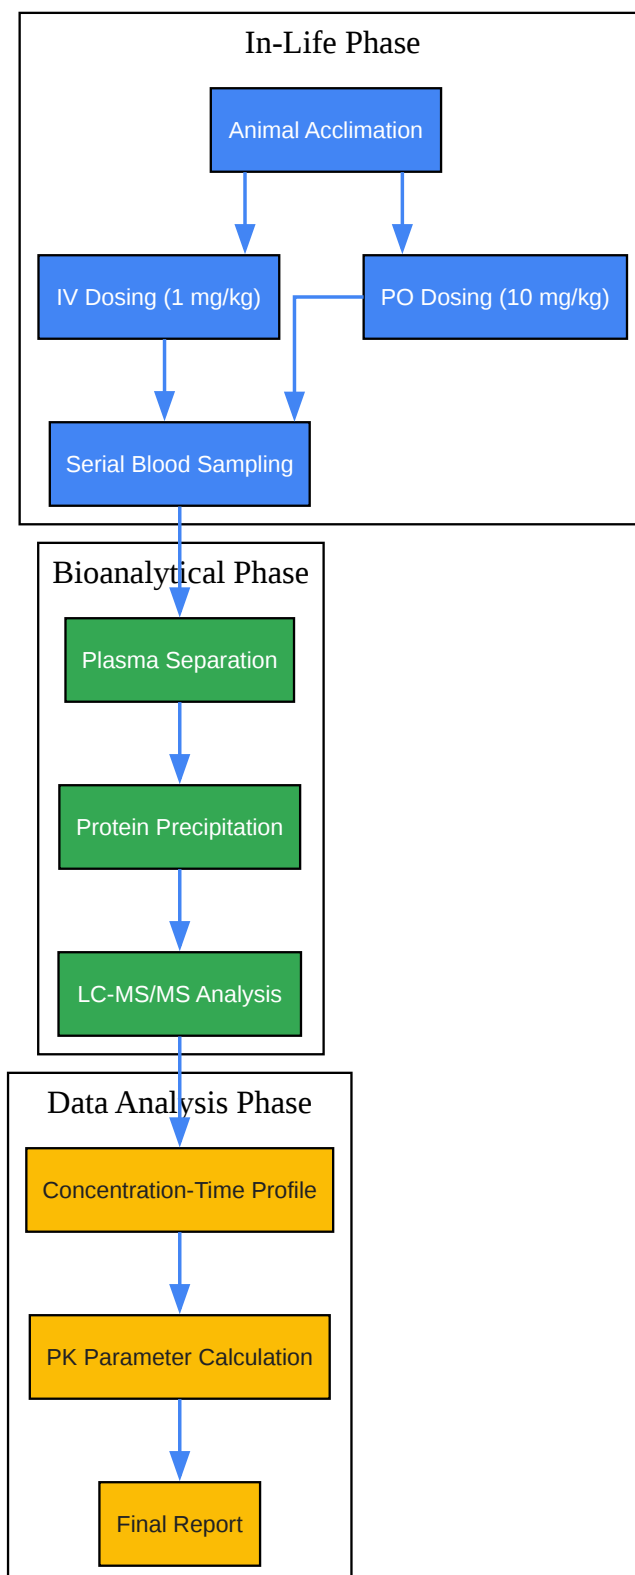 In-Life Phase
Animal Acclimation
IV Dosing (1 mg/kg)
PO Dosing (10 mg/kg)
Serial Blood Sampling
Bioanalytical Phase
Plasma Separation
Protein Precipitation
LC-MS/MS Analysis
Data Analysis Phase
Concentration-Time Profile
PK Parameter Calculation
Final Report